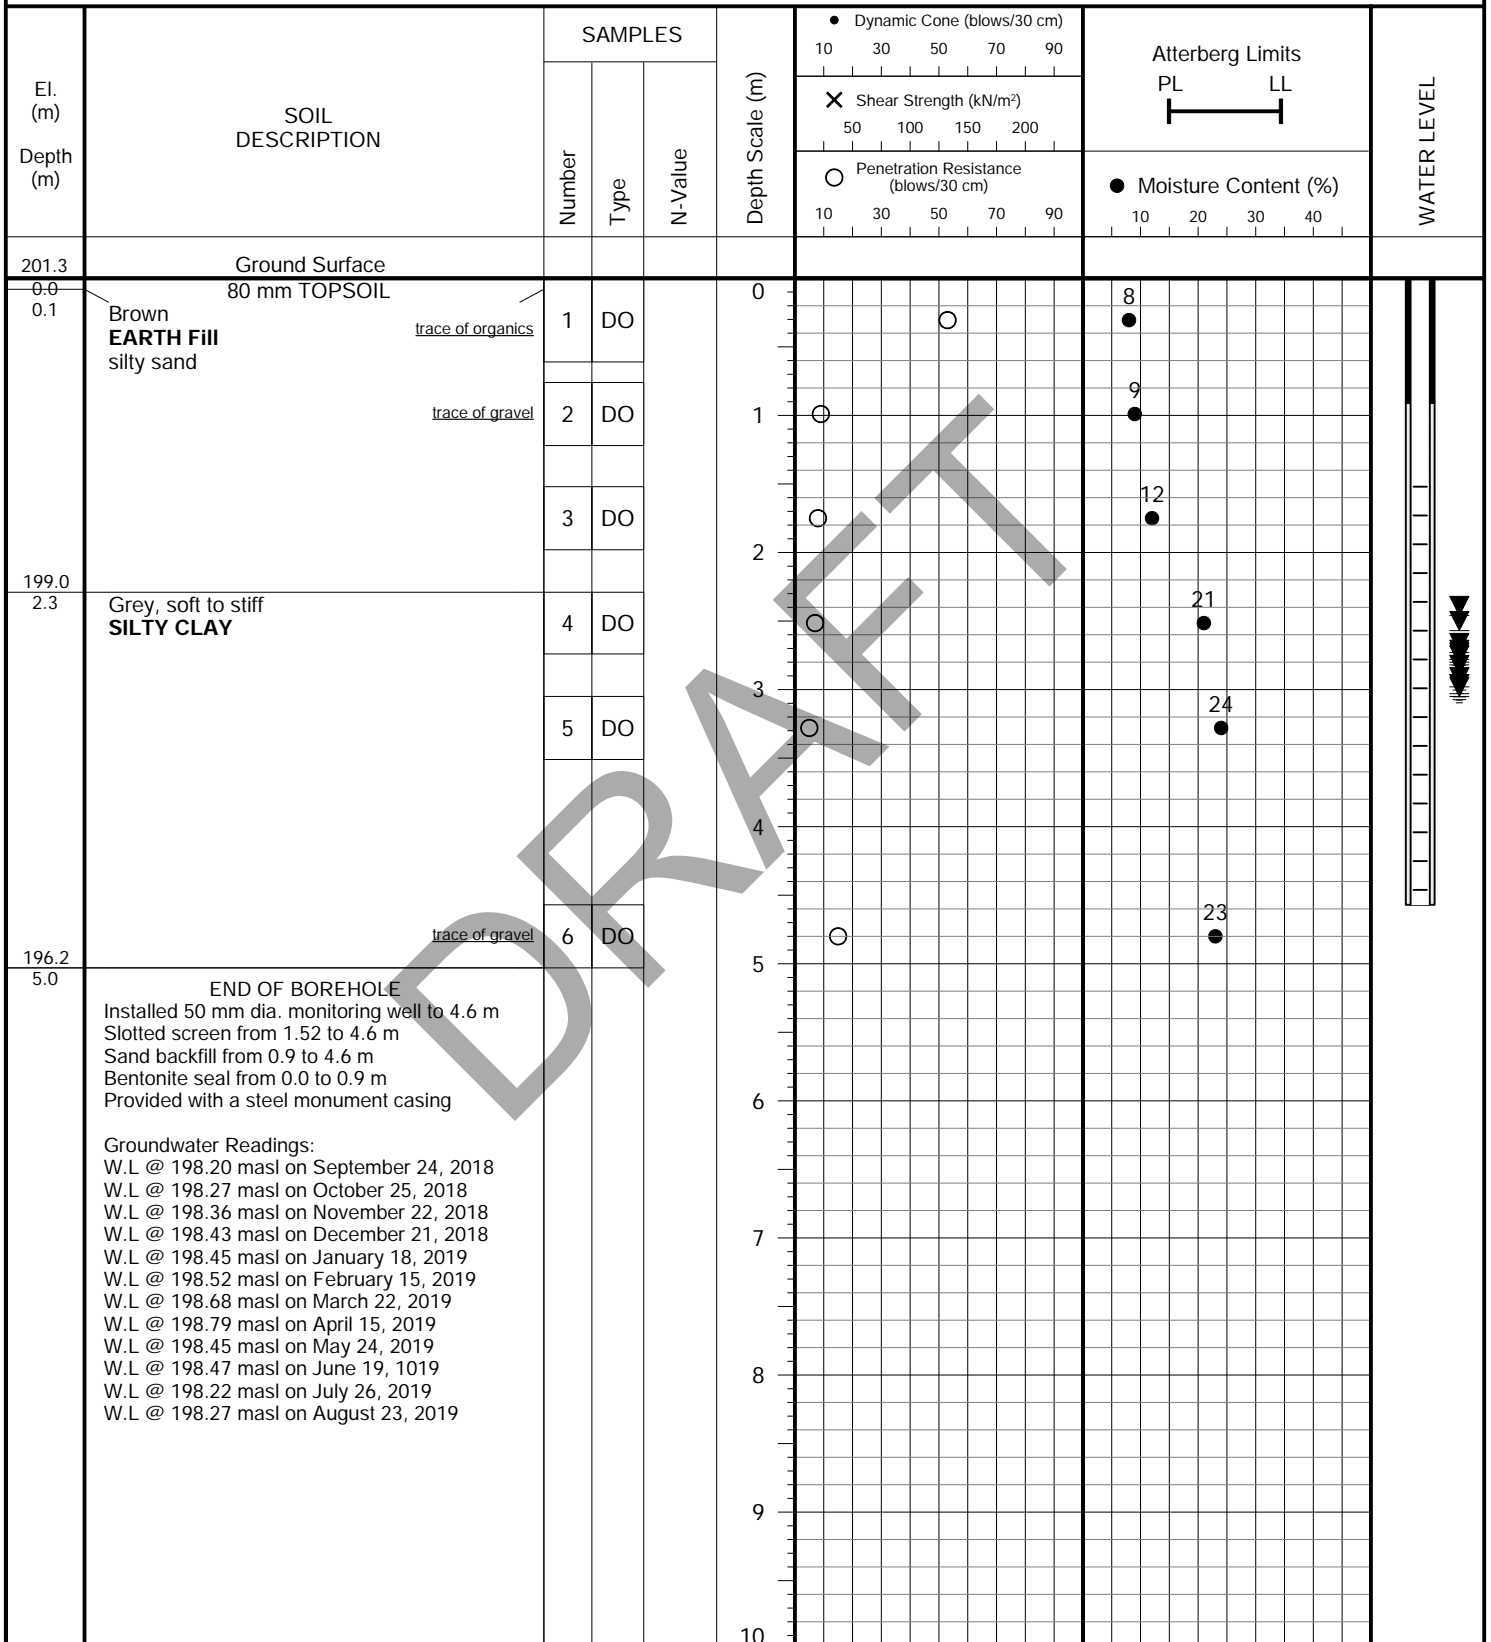 El.
(m)
Depth
(m)
SOIL
DESCRIPTION
SAMPLES
Number
Type
N-Value
Depth Scale (m)
● Dynamic Cone (blows/30 cm)
10 30 50 70 90
X Shear Strength (kN/m²)
50 100 150 200
O Penetration Resistance
(blows/30 cm)
10 30 50 70 90
Atterberg Limits
PL LL
● Moisture Content (%)
10 20 30 40
WATER LEVEL
201.3 Ground Surface
0.0 80 mm TOPSOIL 0
0.1 Brown
EARTH Fill
silty sand
trace of organics 1 DO 8
trace of gravel 2 DO 1 9
3 DO 12
2
199.0
2.3 Grey, soft to stiff
SILTY CLAY
4 DO 21
3
5 DO 24
4
trace of gravel 6 DO 23
196.2
5.0 5
END OF BOREHOLE
Installed 50 mm dia. monitoring well to 4.6 m
Slotted screen from 1.52 to 4.6 m
Sand backfill from 0.9 to 4.6 m
Bentonite seal from 0.0 to 0.9 m
Provided with a steel monument casing
6
Groundwater Readings:
W.L @ 198.20 masl on September 24, 2018
W.L @ 198.27 masl on October 25, 2018
W.L @ 198.36 masl on November 22, 2018
W.L @ 198.43 masl on December 21, 2018
W.L @ 198.45 masl on January 18, 2019
W.L @ 198.52 masl on February 15, 2019
W.L @ 198.68 masl on March 22, 2019
W.L @ 198.79 masl on April 15, 2019
W.L @ 198.45 masl on May 24, 2019
W.L @ 198.47 masl on June 19, 1019
W.L @ 198.22 masl on July 26, 2019
W.L @ 198.27 masl on August 23, 2019
7
8
9
10
DRAFT